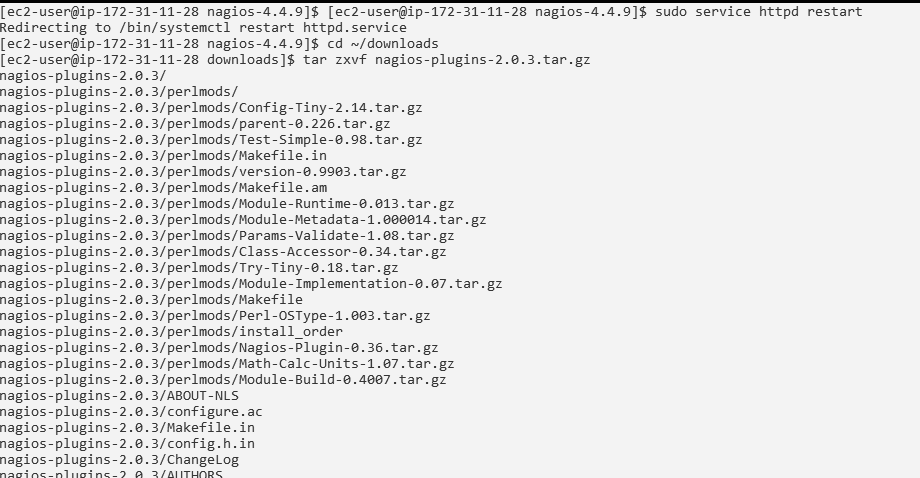 [ec2-user@ip-172-31-11-28 nagios-4.4.9]$ [ec2-user@ip-172-31-11-28 nagios-4.4.9]$ sudo service httpd restart
Redirecting to /bin/systemctl restart httpd.service
[ec2-user@ip-172-31-11-28 nagios-4.4.9]$ cd ~/downloads
[ec2-user@ip-172-31-11-28 downloads]$ tar zxvf nagios-plugins-2.0.3.tar.gz
nagios-plugins-2.0.3/
nagios-plugins-2.0.3/perlmods/
nagios-plugins-2.0.3/perlmods/Config-Tiny-2.14.tar.gz
nagios-plugins-2.0.3/perlmods/parent-0.226.tar.gz
nagios-plugins-2.0.3/perlmods/Test-Simple-0.98.tar.gz
nagios-plugins-2.0.3/perlmods/Makefile.in
nagios-plugins-2.0.3/perlmods/version-0.9903.tar.gz
nagios-plugins-2.0.3/perlmods/Makefile.am
nagios-plugins-2.0.3/perlmods/Module-Runtime-0.013.tar.gz
nagios-plugins-2.0.3/perlmods/Module-Metadata-1.000014.tar.gz
nagios-plugins-2.0.3/perlmods/Params-Validate-1.08.tar.gz
nagios-plugins-2.0.3/perlmods/Class-Accessor-0.34.tar.gz
nagios-plugins-2.0.3/perlmods/Try-Tiny-0.18.tar.gz
nagios-plugins-2.0.3/perlmods/Module-Implementation-0.07.tar.gz
nagios-plugins-2.0.3/perlmods/Makefile
nagios-plugins-2.0.3/perlmods/Perl-OSType-1.003.tar.gz
nagios-plugins-2.0.3/perlmods/install_order
nagios-plugins-2.0.3/perlmods/Nagios-Plugin-0.36.tar.gz
nagios-plugins-2.0.3/perlmods/Math-Calc-Units-1.07.tar.gz
nagios-plugins-2.0.3/perlmods/Module-Build-0.4007.tar.gz
nagios-plugins-2.0.3/ABOUT-NLS
nagios-plugins-2.0.3/configure.ac
nagios-plugins-2.0.3/Makefile.in
nagios-plugins-2.0.3/config.h.in
nagios-plugins-2.0.3/ChangeLog
nagios-plugins-2.0.3/AUTHORS